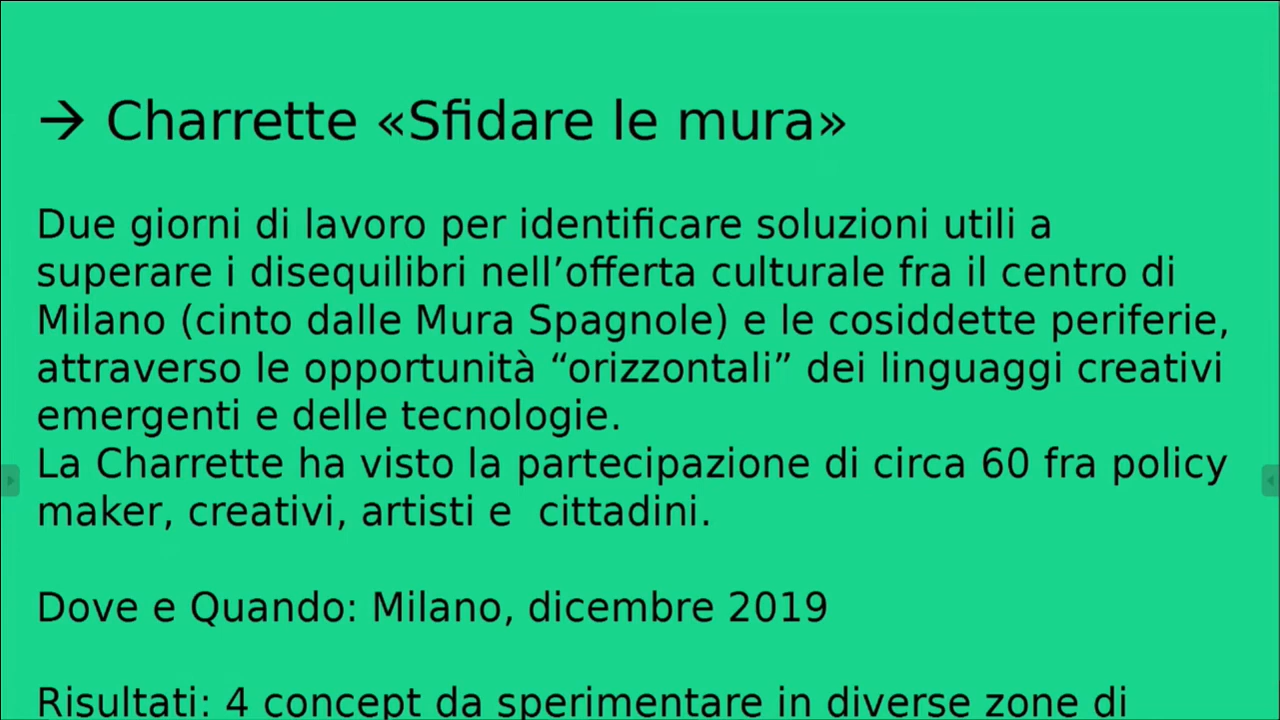 → Charrette «Sfidare le mura»
Due giorni di lavoro per identificare soluzioni utili a
superare i disequilibri nell’offerta culturale fra il centro di
Milano (cinto dalle Mura Spagnole) e le cosiddette periferie,
attraverso le opportunità “orizzontali” dei linguaggi creativi
emergenti e delle tecnologie.
La Charrette ha visto la partecipazione di circa 60 fra policy
maker, creativi, artisti e  cittadini.
Dove e Quando: Milano, dicembre 2019
Risultati: 4 concept da sperimentare in diverse zone di